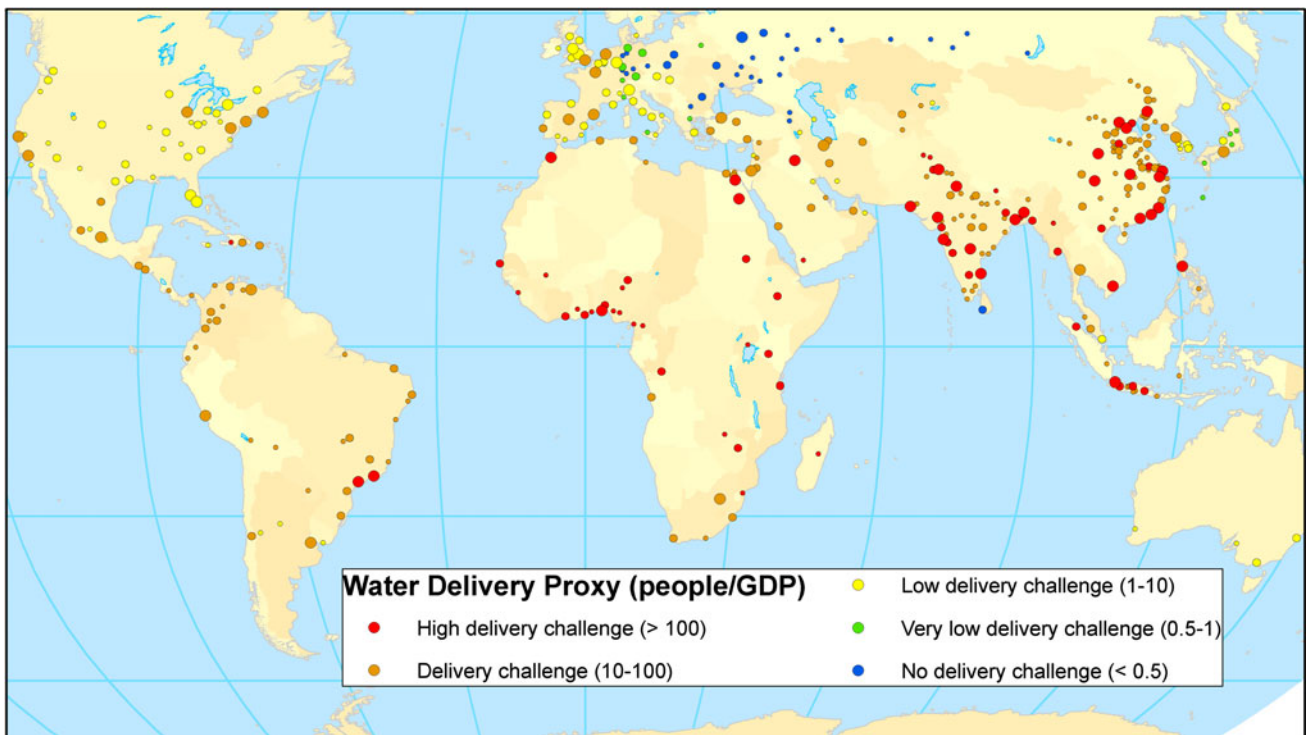 Water Delivery Proxy (people/GDP)
High delivery challenge (> 100)
Delivery challenge (10-100)
Low delivery challenge (1-10)
Very low delivery challenge (0.5-1)
No delivery challenge (< 0.5)